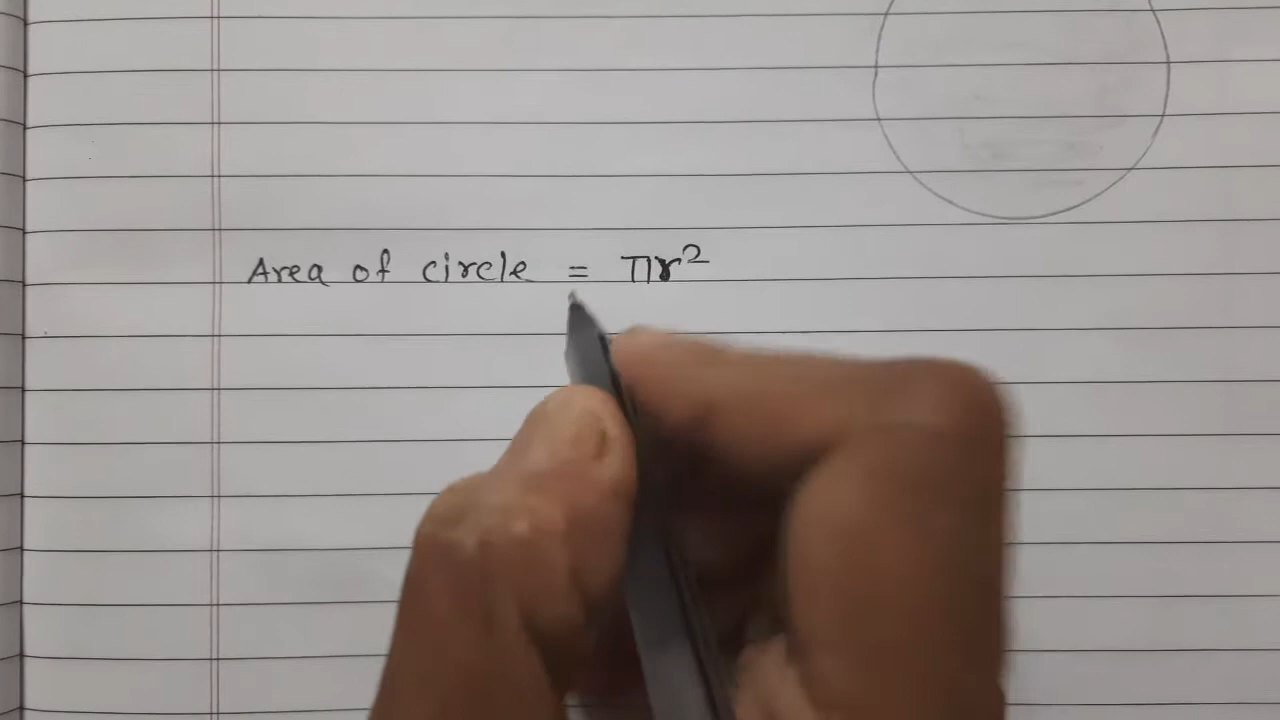 Area of circle = πr²